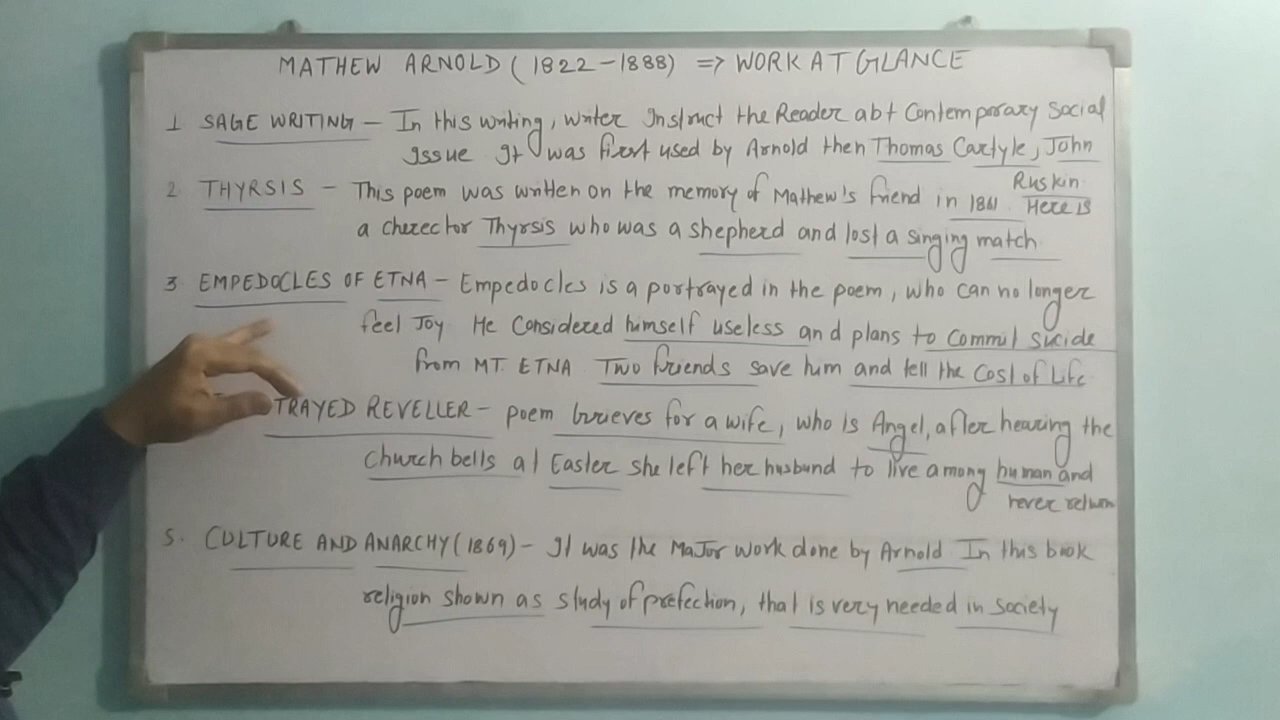 MATHEW ARNOLD (1822-1888) => WORK AT GLANCE
1 SAGE WRITING - In this writing, writer Instruct the Reader abt Contemporary Social
Issue It was first used by Arnold then Thomas Carlyle, John
Ruskin
2 THYRSIS - This poem was written on the memory of Mathew's friend in 1861. Here is
a cherector Thyrsis who was a shepherd and lost a singing match
3 EMPEDOCLES OF ETNA - Empedocles is a portrayed in the poem, who can no longer
feel Joy He Considered himself useless and plans to Commit Sucide
from MT. ETNA Two friends save him and tell the Cost of Life
TRAYED REVELLER - poem for a wife, who is Angel, after hearing the
Church bells at Easter she left her husbund to live among human and
never return
5. CULTURE AND ANARCHY (1869) - It was the Major work done by Arnold In this book
religion shown as study of prefection, that is very needed in society